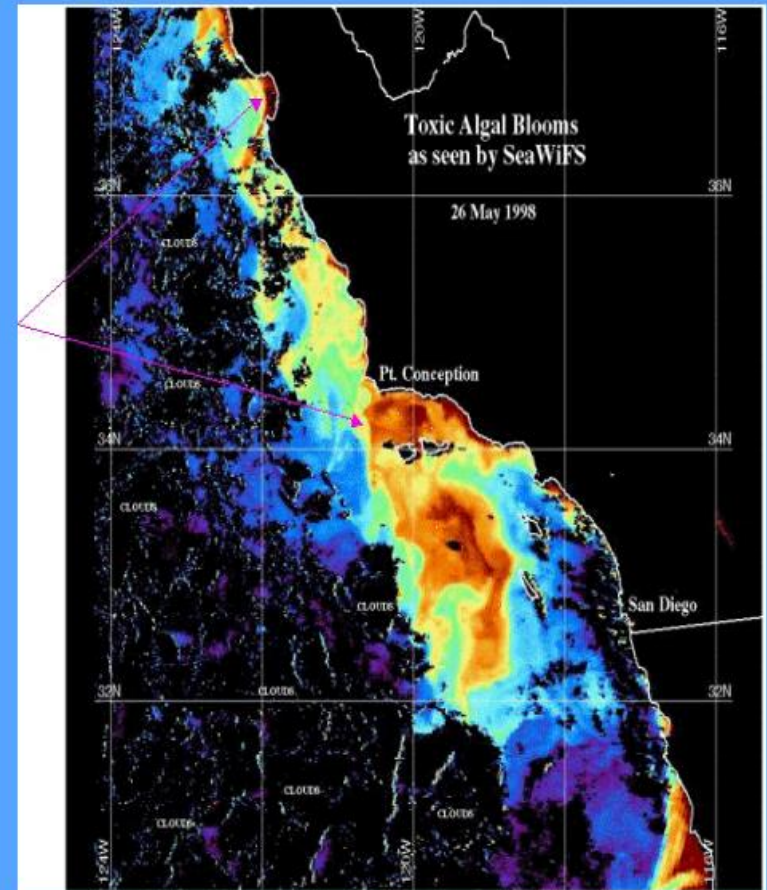 124W
120W
116W
Toxic Algal Blooms
as seen by SeaWiFS
36N
36N
26 May 1998
CLOUDS
Pt. Conception
CLOUDS
34N
34N
CLOUDS
CLOUDS
San Diego
CLOUDS
32N
32N
CLOUDS
CLOUDS
CLOUDS
124W
120W
116W